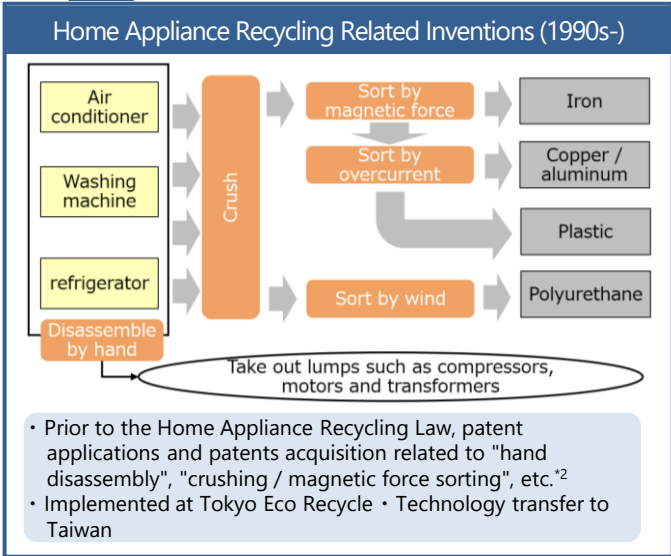 Home Appliance Recycling Related Inventions (1990s-)
Air
conditioner
Washing
machine
refrigerator
Disassemble
by hand
Crush
Sort by
magnetic force
Sort by
overcurrent
Sort by wind
Iron
Copper /
aluminum
Plastic
Polyurethane
Take out lumps such as compressors,
motors and transformers
・Prior to the Home Appliance Recycling Law, patent
applications and patents acquisition related to "hand
disassembly", "crushing / magnetic force sorting", etc.*2
・Implemented at Tokyo Eco Recycle・Technology transfer to
Taiwan